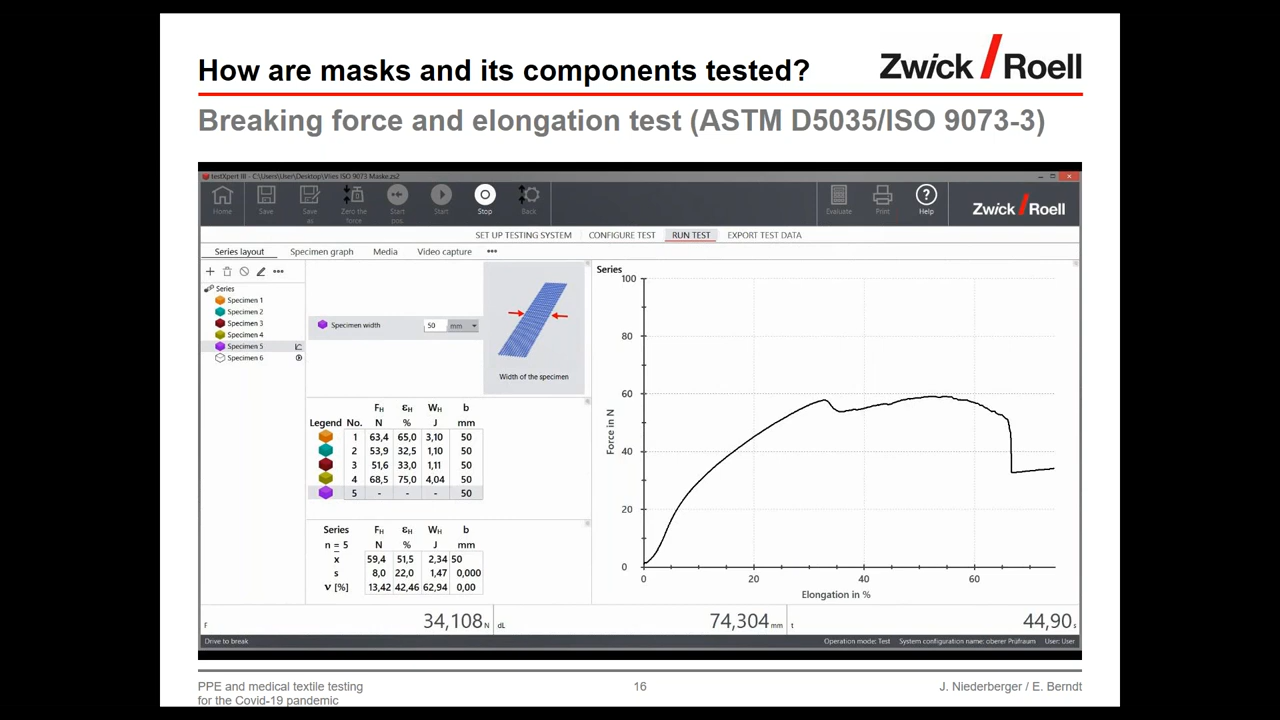 How are masks and its components tested?
Zwick / Roell
Breaking force and elongation test (ASTM D5035/ISO 9073-3)
testXpert III - C:\Users\User\Desktop\Vlies ISO 9073 Maske.zs2
Home
Save
Save as
Zero the force
Start pos.
Start
Stop
Back
Evaluate
Print
Help
Zwick / Roell
SET UP TESTING SYSTEM CONFIGURE TEST RUN TEST EXPORT TEST DATA
Series layout Specimen graph Media Video capture •••
Series
Specimen 1
Specimen 2
Specimen 3
Specimen 4
Specimen 5
Specimen 6
Specimen width 50 mm
Width of the specimen
FH εH WH b
N % J mm
Legend No.
1 63,4 65,0 3,10 50
2 53,9 32,5 1,10 50
3 51,6 33,0 1,11 50
4 68,5 75,0 4,04 50
5 - - - 50
Series FH εH WH b
n = 5 N % J mm
x̄ 59,4 51,5 2,34 50
s 8,0 22,0 1,47 0,000
ν [%] 13,42 42,46 62,94 0,00
Series
100
80
60
40
20
0
Force in N
0 20 40 60
Elongation in %
F 34,108 N
dL 74,304 mm
t 44,90 s
Drive to break
Operation mode: Test System configuration name: oberer Prüfraum User: User
PPE and medical textile testing
for the Covid-19 pandemic
16
J. Niederberger / E. Berndt